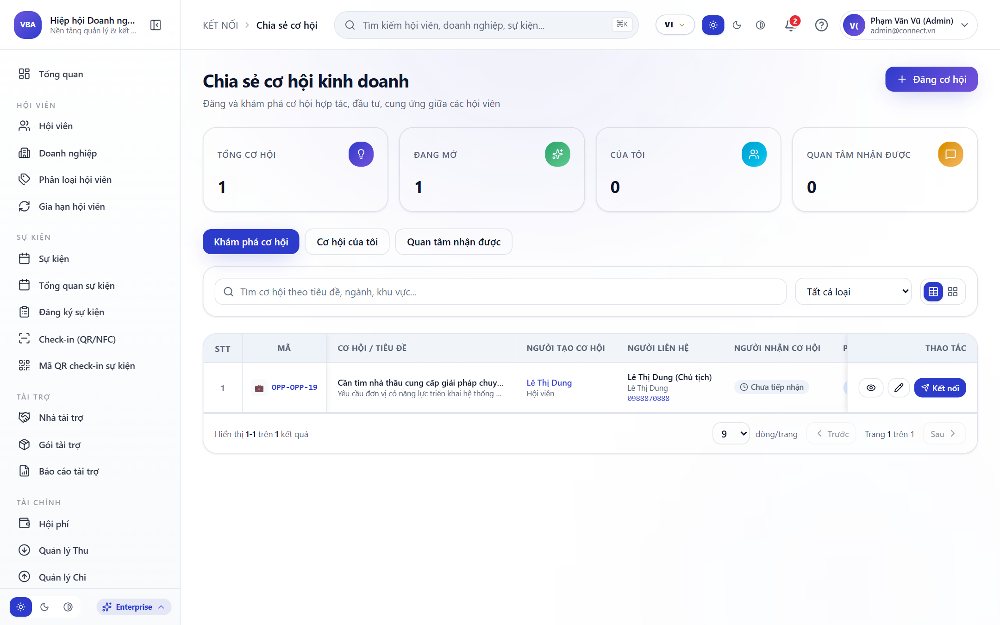 VBA
Hiệp hội Doanh ng...
Nền tảng quản lý & kết ...
KẾT NỐI > Chia sẻ cơ hội
Tìm kiếm hội viên, doanh nghiệp, sự kiện...
⌘K
VI
2
V(
Phạm Văn Vũ (Admin)
admin@connect.vn
Tổng quan
HỘI VIÊN
Hội viên
Doanh nghiệp
Phân loại hội viên
Gia hạn hội viên
SỰ KIỆN
Sự kiện
Tổng quan sự kiện
Đăng ký sự kiện
Check-in (QR/NFC)
Mã QR check-in sự kiện
TÀI TRỢ
Nhà tài trợ
Gói tài trợ
Báo cáo tài trợ
TÀI CHÍNH
Hội phí
Quản lý Thu
Quản lý Chi
Enterprise
Chia sẻ cơ hội kinh doanh
Đăng và khám phá cơ hội hợp tác, đầu tư, cung ứng giữa các hội viên
Đăng cơ hội
TỔNG CƠ HỘI
1
ĐANG MỞ
1
CỦA TÔI
0
QUAN TÂM NHẬN ĐƯỢC
0
Khám phá cơ hội
Cơ hội của tôi
Quan tâm nhận được
Tìm cơ hội theo tiêu đề, ngành, khu vực...
Tất cả loại
STT MÃ CƠ HỘI / TIÊU ĐỀ NGƯỜI TẠO CƠ HỘI NGƯỜI LIÊN HỆ NGƯỜI NHẬN CƠ HỘI THAO TÁC
1
OPP-OPP-19
Cần tìm nhà thầu cung cấp giải pháp chuy...
Yêu cầu đơn vị có năng lực triển khai hệ thống ...
Lê Thị Dung
Hội viên
Lê Thị Dung (Chủ tịch)
Lê Thị Dung
0988870888
Chưa tiếp nhận
Kết nối
Hiển thị 1-1 trên 1 kết quả
9 dòng/trang
Trước
Trang 1 trên 1
Sau